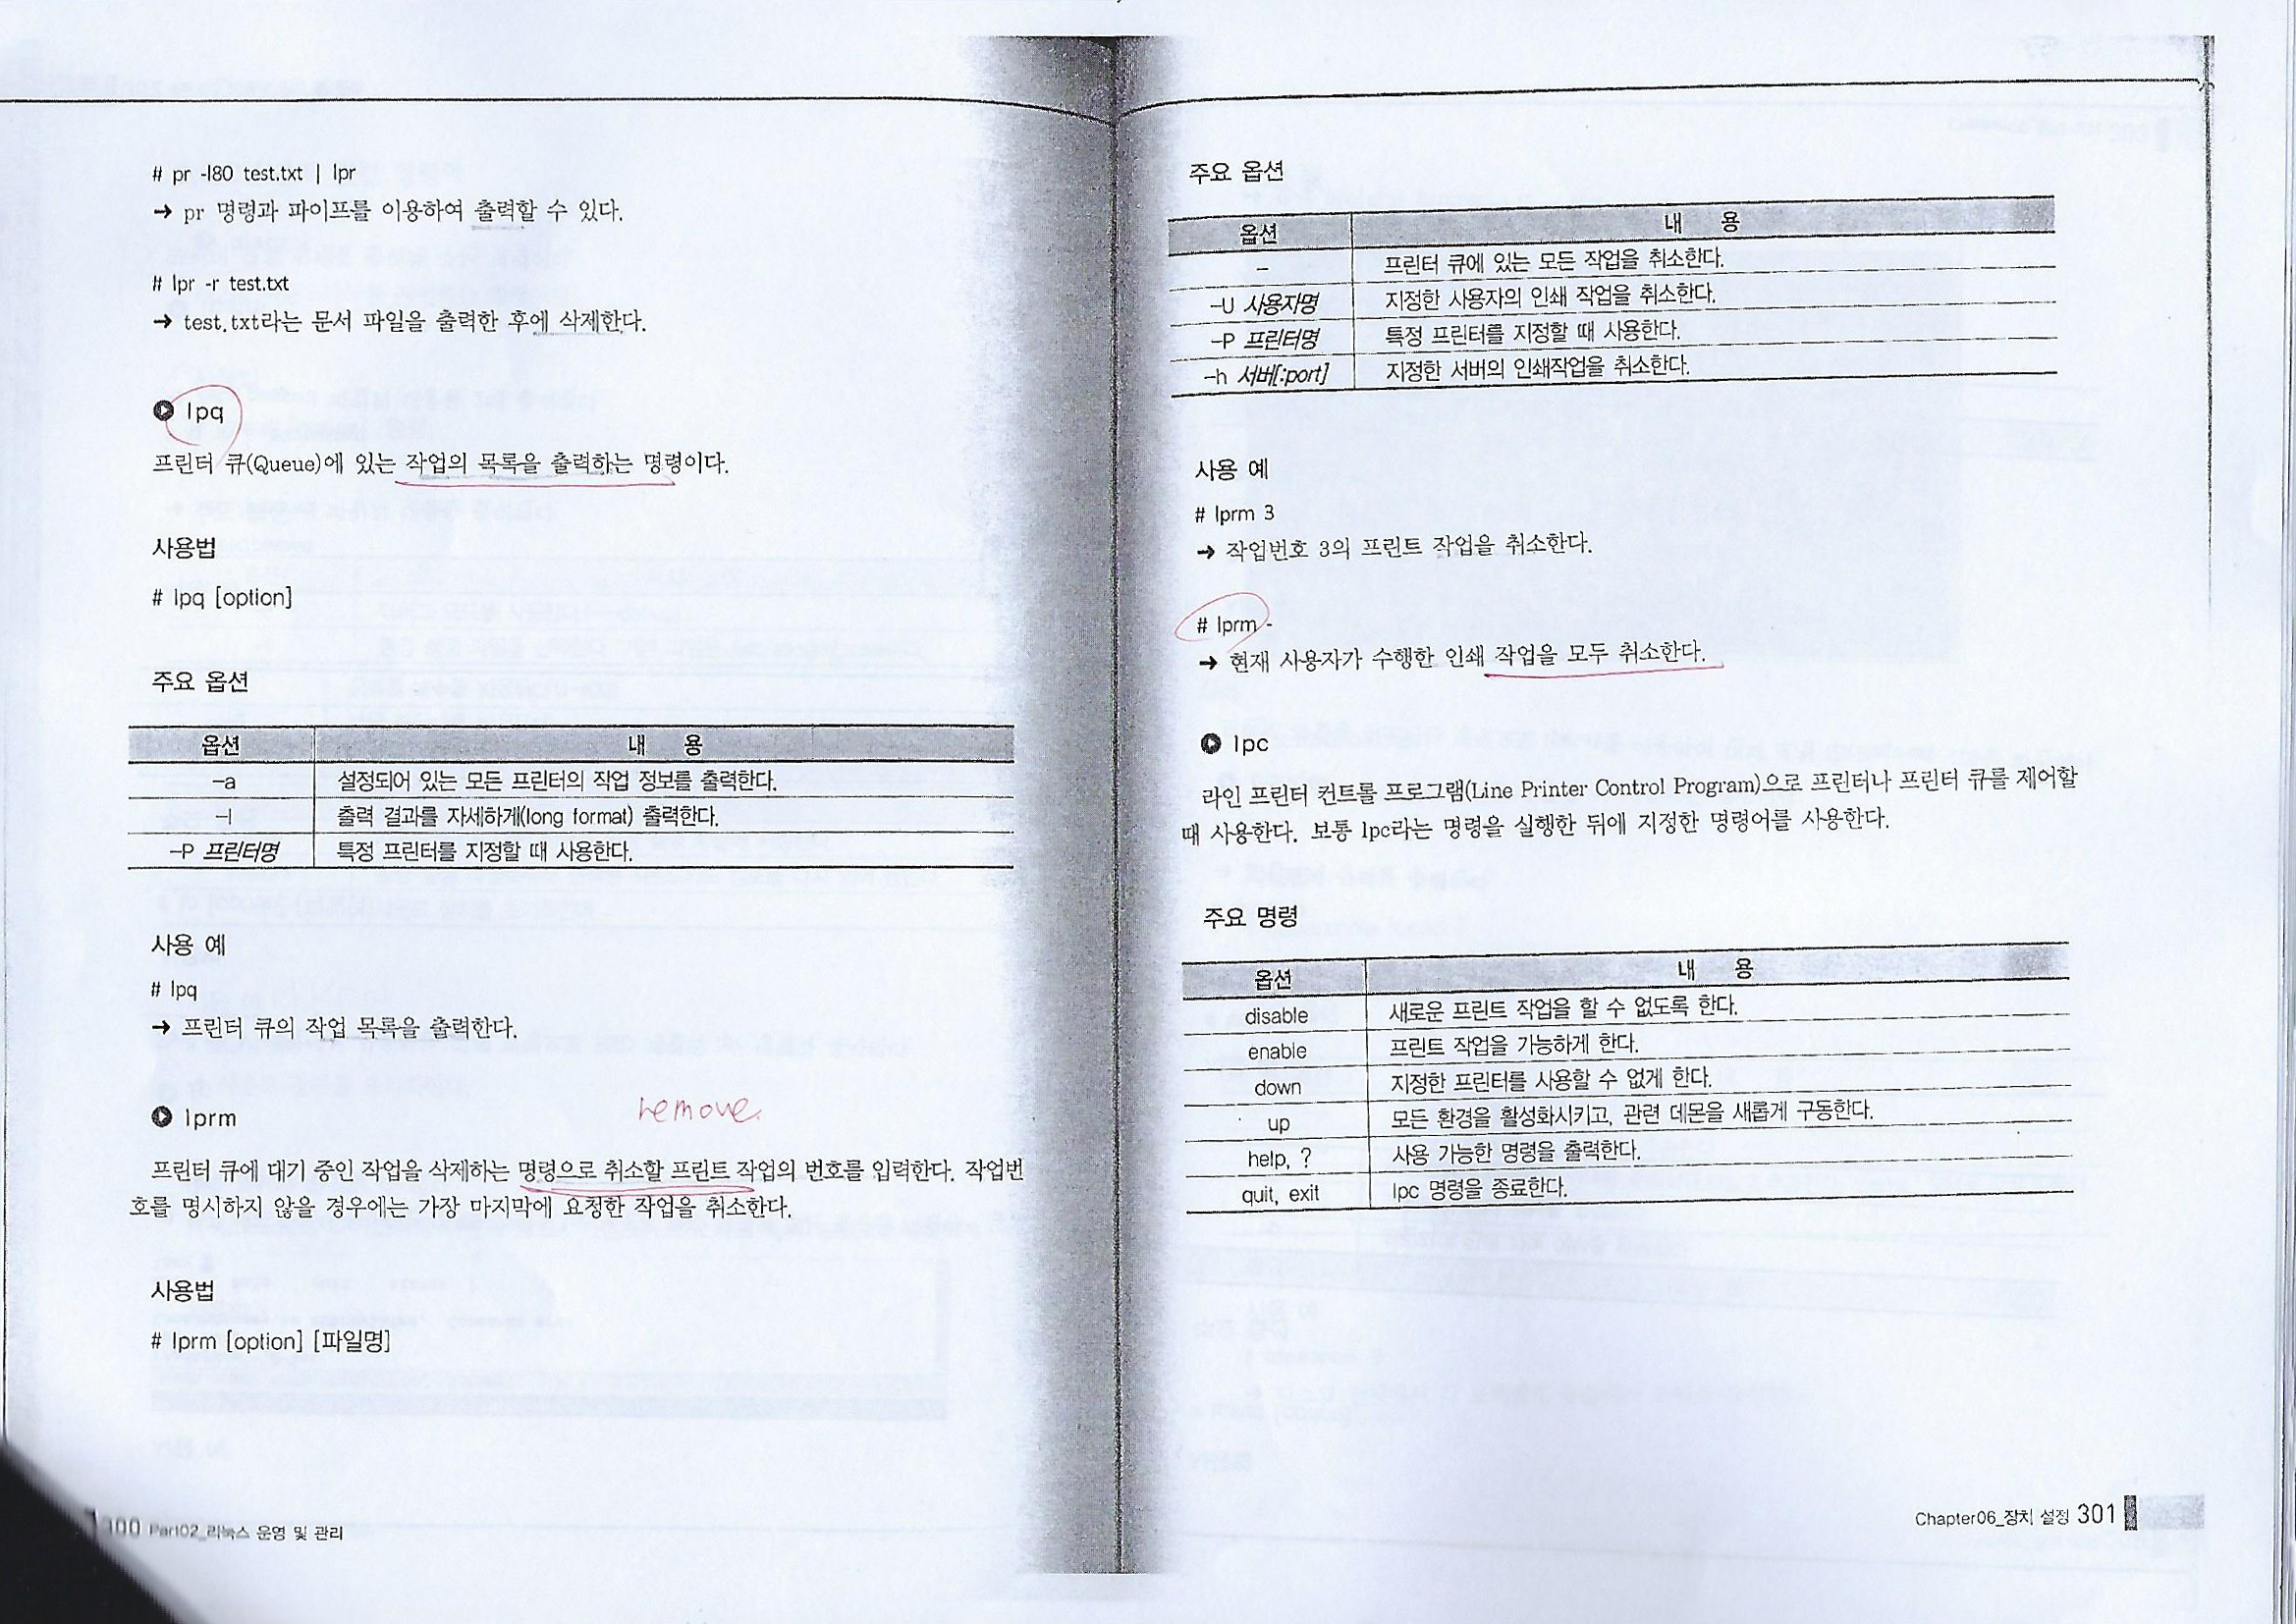 # pr -l80 test.txt | lpr
→ pr 명령과 파이프를 이용하여 출력할 수 있다.
# lpr -r test.txt
→ test.txt라는 문서 파일을 출력한 후에 삭제한다.
lpq
프린터 큐(Queue)에 있는 작업의 목록을 출력하는 명령이다.
사용법
# lpq [option]
주요 옵션
옵션 내 용
-a 설정되어 있는 모든 프린터의 작업 정보를 출력한다.
-l 출력 결과를 자세하게(long format) 출력한다.
-P 프린터명 특정 프린터를 지정할 때 사용한다.
사용 예
# lpq
→ 프린터 큐의 작업 목록을 출력한다.
remove
lprm
프린터 큐에 대기 중인 작업을 삭제하는 명령으로 취소할 프린트 작업의 번호를 입력한다. 작업번
호를 명시하지 않을 경우에는 가장 마지막에 요청한 작업을 취소한다.
사용법
# lprm [option] [파일명]
300 Part02_리눅스 운영 및 관리
주요 옵션
옵션 내 용
- 프린터 큐에 있는 모든 작업을 취소한다.
-U 사용자명 지정한 사용자의 인쇄 작업을 취소한다.
-P 프린터명 특정 프린터를 지정할 때 사용한다.
-h 서버[:port] 지정한 서버의 인쇄작업을 취소한다.
사용 예
# lprm 3
→ 작업번호 3의 프린트 작업을 취소한다.
# lprm -
→ 현재 사용자가 수행한 인쇄 작업을 모두 취소한다.
lpc
라인 프린터 컨트롤 프로그램(Line Printer Control Program)으로 프린터나 프린터 큐를 제어할
때 사용한다. 보통 lpc라는 명령을 실행한 뒤에 지정한 명령어를 사용한다.
주요 명령
옵션 내 용
disable 새로운 프린트 작업을 할 수 없도록 한다.
enable 프린트 작업을 가능하게 한다.
down 지정한 프린터를 사용할 수 없게 한다.
up 모든 환경을 활성화시키고, 관련 데몬을 새롭게 구동한다.
help, ? 사용 가능한 명령을 출력한다.
quit, exit lpc 명령을 종료한다.
Chapter06_장치 설정 301